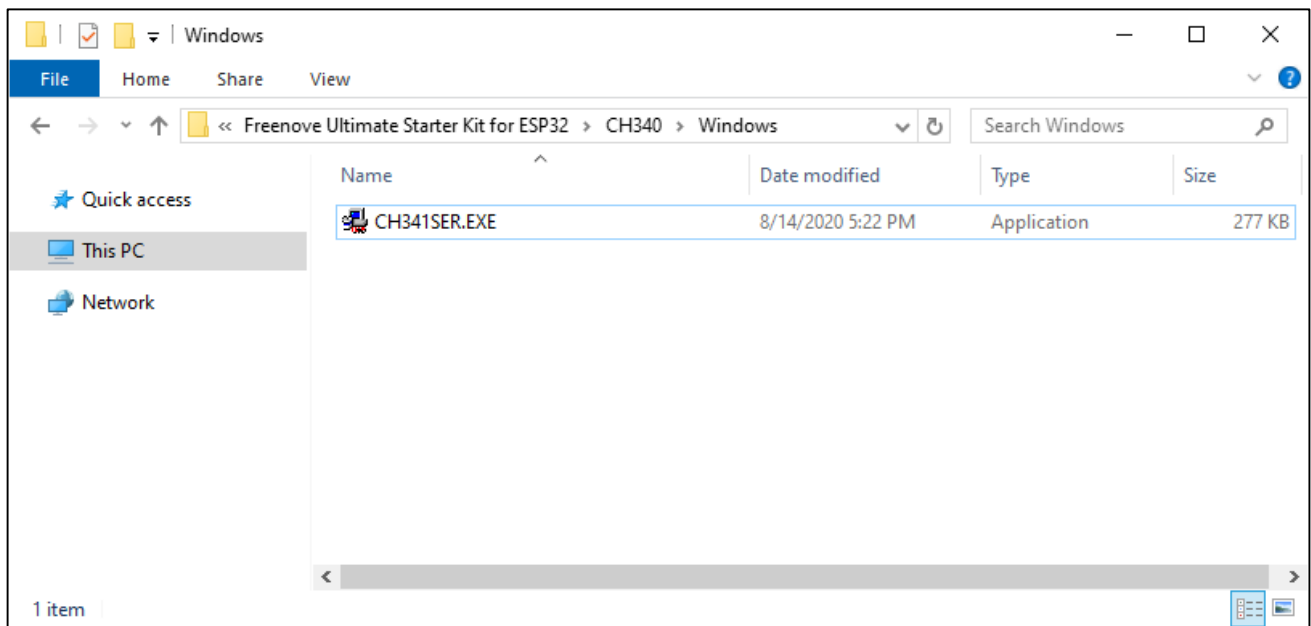 Windows
File Home Share View
« Freenove Ultimate Starter Kit for ESP32 > CH340 > Windows Search Windows
Name Date modified Type Size
Quick access
CH341SER.EXE 8/14/2020 5:22 PM Application 277 KB
This PC
Network
1 item